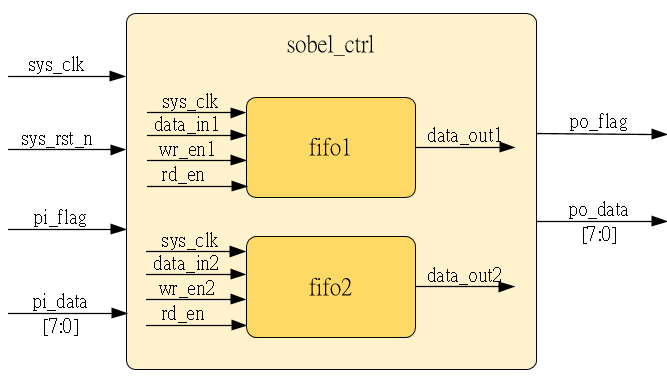 sobel_ctrl
sys_clk
sys_rst_n
pi_flag
pi_data
[7:0]
sys_clk
data_in1
wr_en1
rd_en
fifo1
data_out1
sys_clk
data_in2
wr_en2
rd_en
fifo2
data_out2
po_flag
po_data
[7:0]